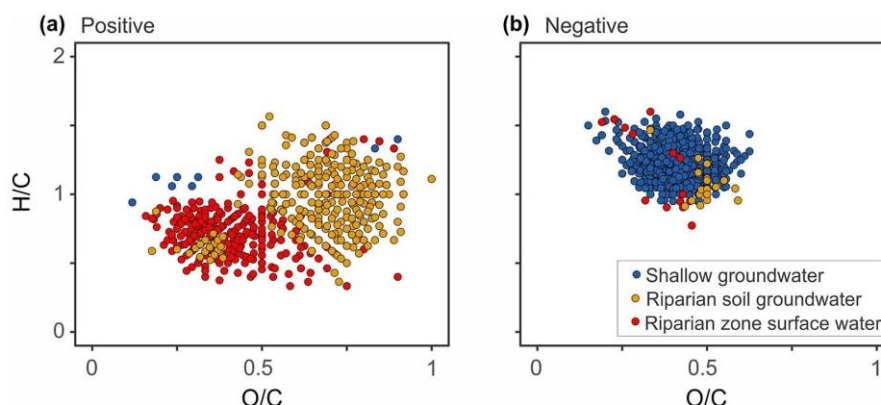 (a) Positive
(b) Negative
2
1
0
H/C
0
0.5
1
O/C
0
0.5
1
O/C
Shallow groundwater
Riparian soil groundwater
Riparian zone surface water